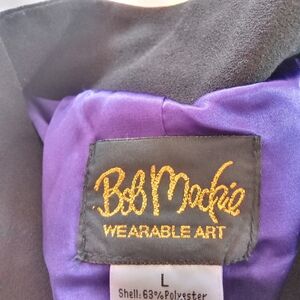 Bob Mackie
WEARABLE ART
L
Shell: 63% Polyester